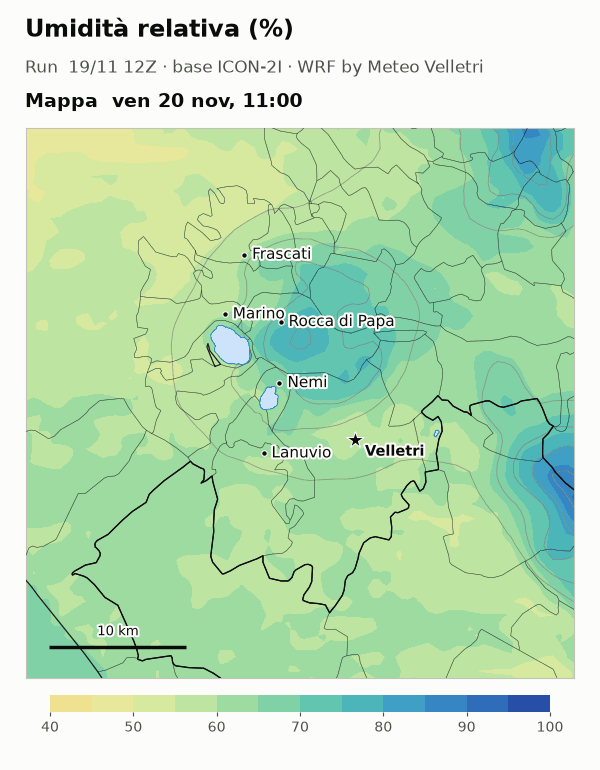 Umidità relativa (%)
Run  19/11 12Z · base ICON-2I · WRF by Meteo Velletri
Mappa  ven 20 nov, 11:00
Frascati
Marino
Rocca di Papa
Nemi
Velletri
Lanuvio
10 km
40 50 60 70 80 90 100